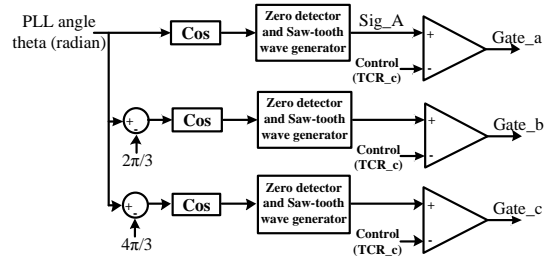 PLL angle
theta (radian)
Cos
Zero detector
and Saw-tooth
wave generator
Sig_A
+
-
Control
(TCR_c)
Gate_a
+
-
2π/3
Cos
Zero detector
and Saw-tooth
wave generator
+
-
Control
(TCR_c)
Gate_b
+
-
4π/3
Cos
Zero detector
and Saw-tooth
wave generator
+
-
Control
(TCR_c)
Gate_c